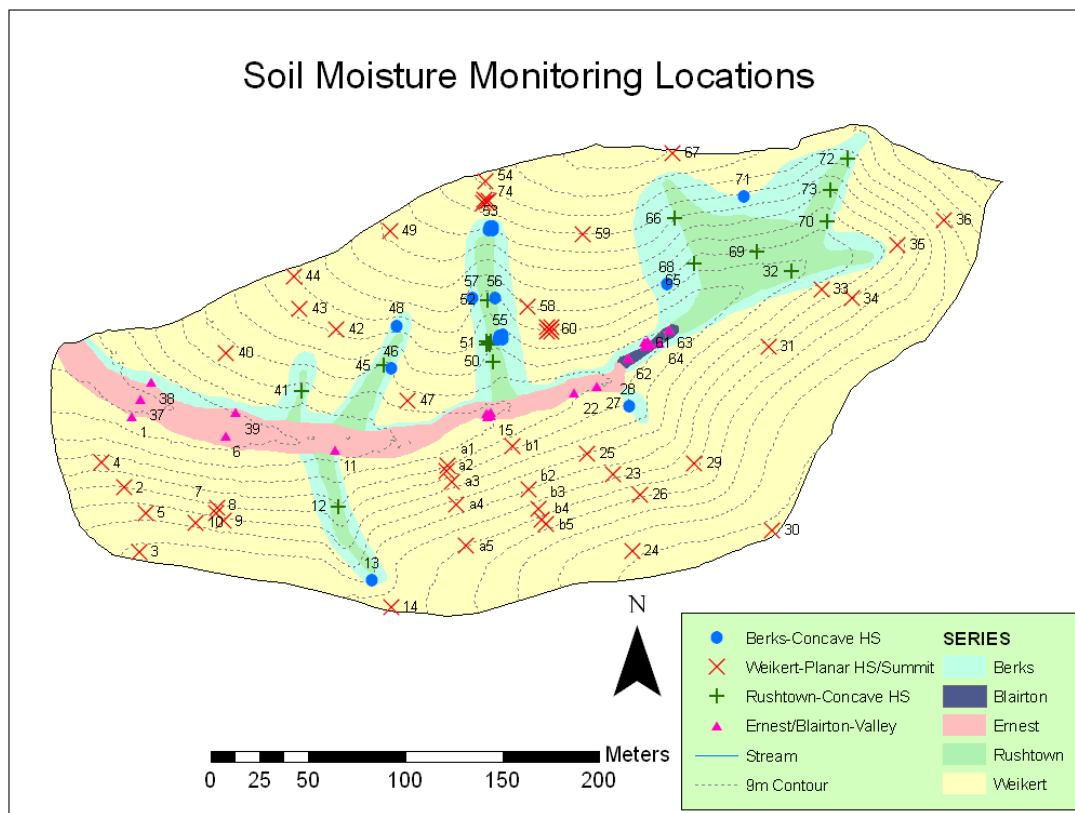 Soil Moisture Monitoring Locations
67
72
54
71
74
73
53
66
70
36
49
59
35
69
44
68
32
57
56
65
33
52
34
43
58
48
42
55
60
51
61
63
31
40
46
50
64
45
62
38
41
28
47
27
22
37
39
15
1
6
11
a1
b1
25
4
a2
29
2
a3
23
7
b2
26
8
a4
b3
12
5
b4
10
9
b5
30
3
a5
24
13
14
N
Berks-Concave HS
Weikert-Planar HS/Summit
Rushtown-Concave HS
Ernest/Blairton-Valley
Stream
9m Contour
SERIES
Berks
Blairton
Ernest
Rushtown
Weikert
Meters
0 25 50 100 150 200